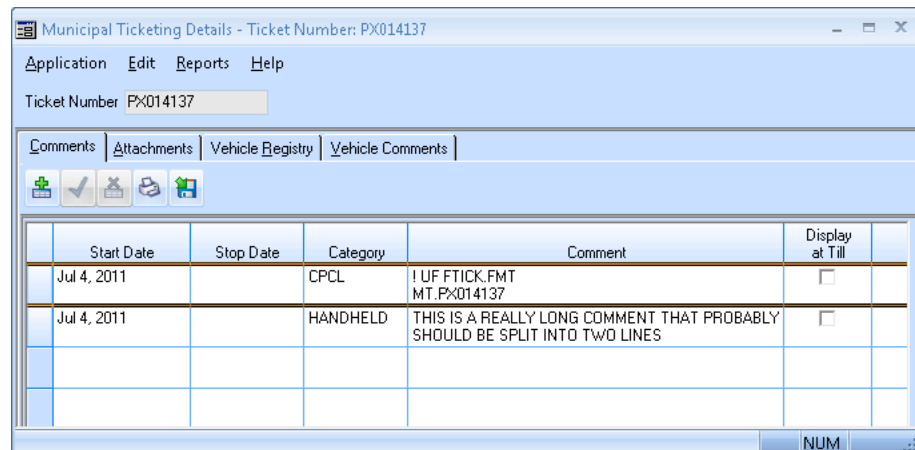 Municipal Ticketing Details - Ticket Number: PX014137
Application Edit Reports Help
Ticket Number PX014137
Comments Attachments Vehicle Registry Vehicle Comments
Start Date Stop Date Category Comment Display at Till
Jul 4, 2011 CPCL ! UF FTICK.FMT
MT.PX014137
Jul 4, 2011 HANDHELD THIS IS A REALLY LONG COMMENT THAT PROBABLY
SHOULD BE SPLIT INTO TWO LINES
NUM